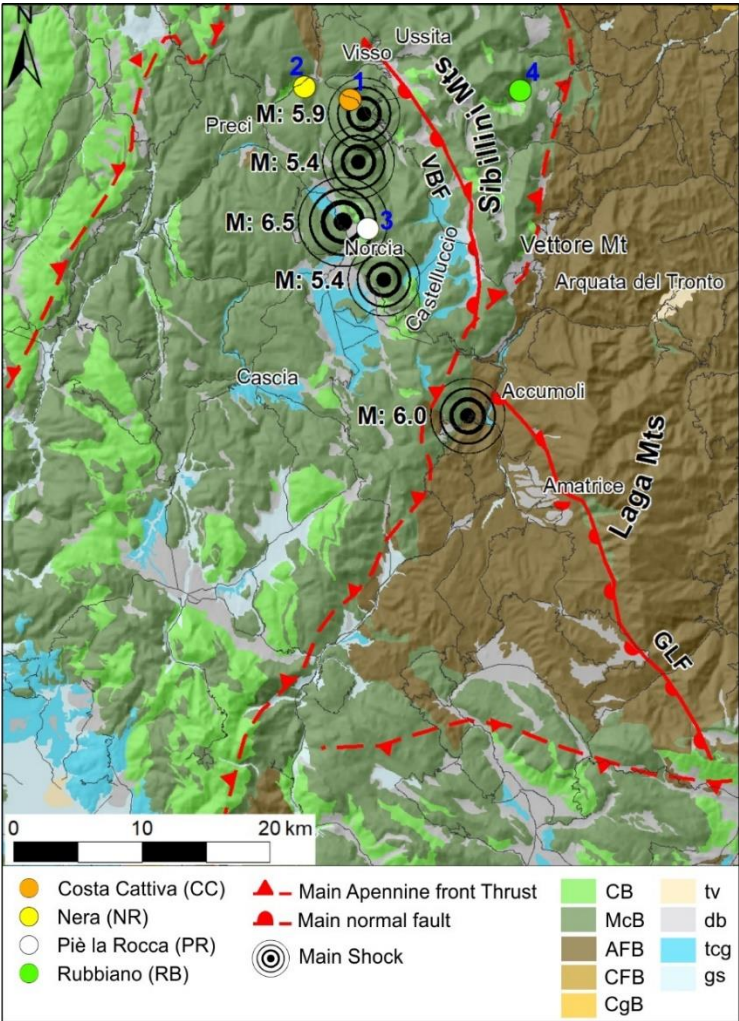 N
Ussita
Visso
2
1
4
M: 5.9
Preci
Sibillini Mts
M: 5.4
VBF
M: 6.5
3
Norcia
Vettore Mt
M: 5.4
Castelluccio
Arquata del Tronto
Cascia
Accumoli
M: 6.0
Amatrice
Laga Mts
GLF
0 10 20 km
Costa Cattiva (CC)
Nera (NR)
Piè la Rocca (PR)
Rubbiano (RB)
Main Apennine front Thrust
Main normal fault
Main Shock
CB
McB
AFB
CFB
CgB
tv
db
tcg
gs